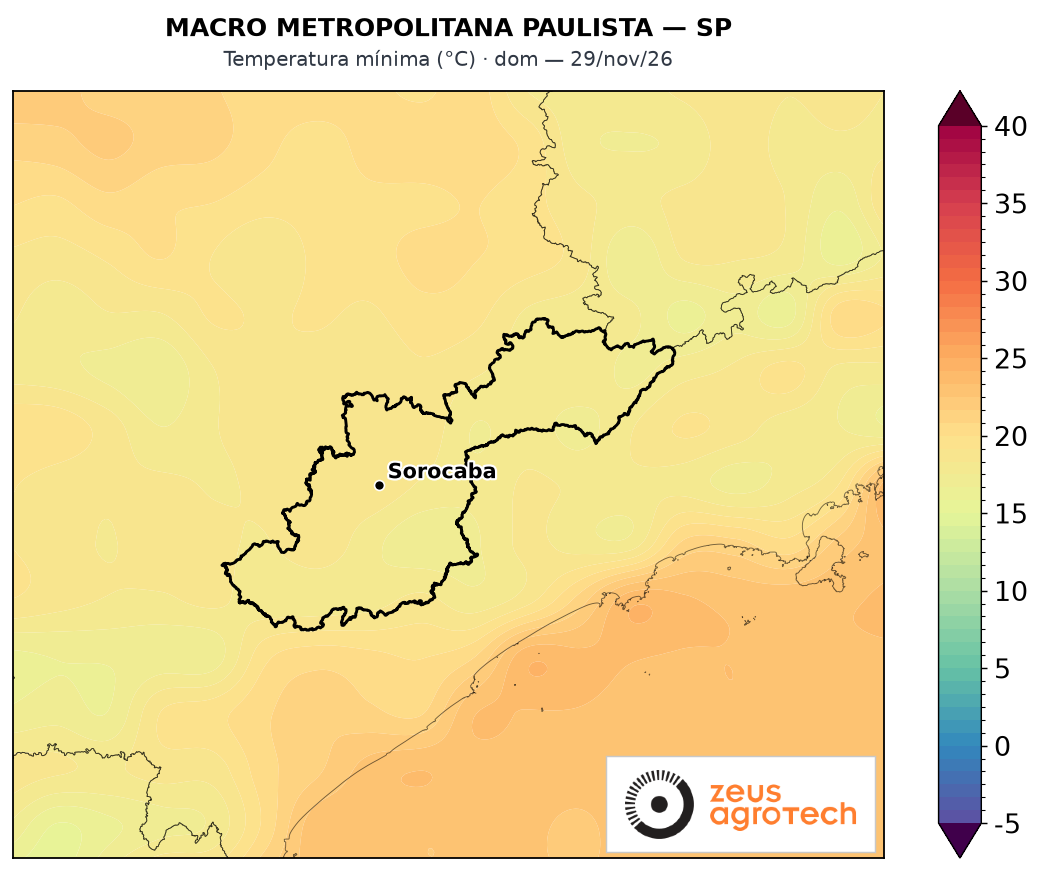 MACRO METROPOLITANA PAULISTA — SP
Temperatura mínima (°C) · dom — 29/nov/26
40
35
30
25
20
15
10
5
0
-5
Sorocaba
zeus
agrotech